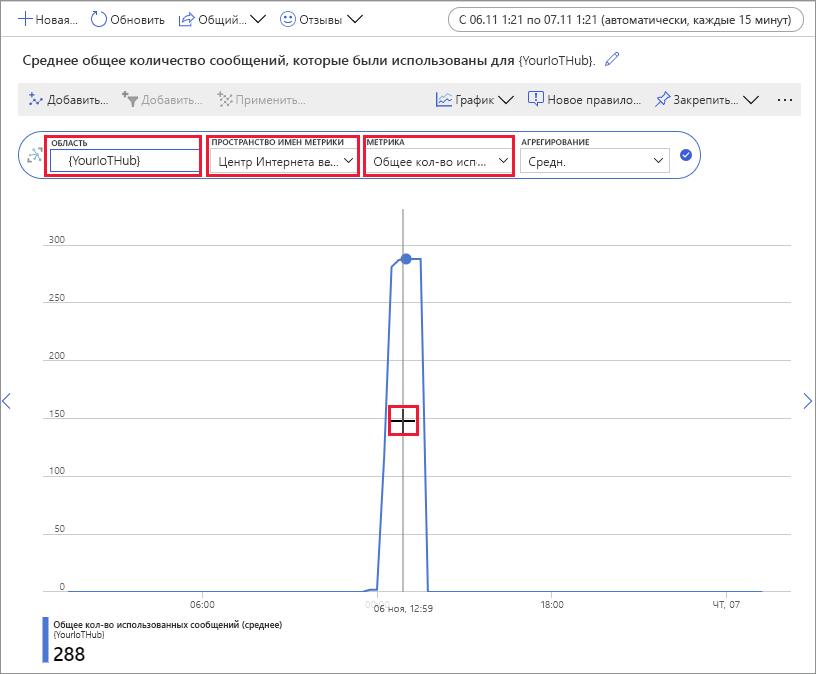 Новая... Обновить Общий... Отзывы С 06.11 1:21 по 07.11 1:21 (автоматически, каждые 15 минут)
Среднее общее количество сообщений, которые были использованы для {YourIoTHub}.
Добавить... Добавить... Применить... График Новое правило... Закрепить... ...
ОБЛАСТЬ ПРОСТРАНСТВО ИМЕН МЕТРИКИ МЕТРИКА АГРЕГИРОВАНИЕ
{YourIoTHub} Центр Интернета ве... Общее кол-во исп-... Средн.
300
250
200
150
100
50
0
06:00 18:00 ЧТ, 07
06 ноя, 12:59
Общее кол-во использованных сообщений (среднее)
{YourIoTHub}
288